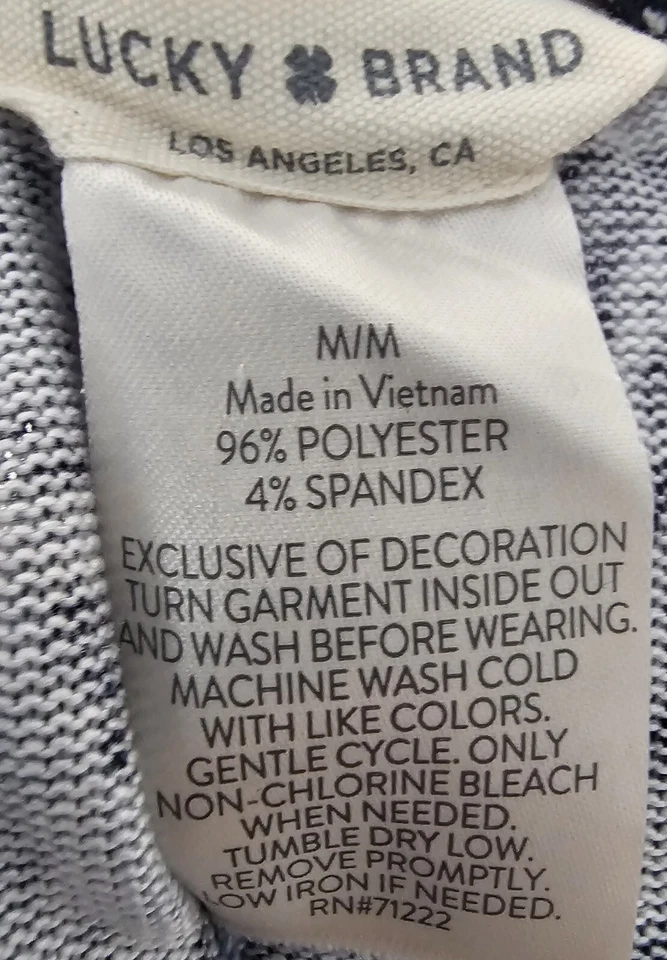 LUCKY BRAND
LOS ANGELES, CA
M/M
Made in Vietnam
96% POLYESTER
4% SPANDEX
EXCLUSIVE OF DECORATION
TURN GARMENT INSIDE OUT
AND WASH BEFORE WEARING.
MACHINE WASH COLD
WITH LIKE COLORS.
GENTLE CYCLE. ONLY
NON-CHLORINE BLEACH
WHEN NEEDED.
TUMBLE DRY LOW.
REMOVE PROMPTLY.
LOW IRON IF NEEDED.
RN#71222